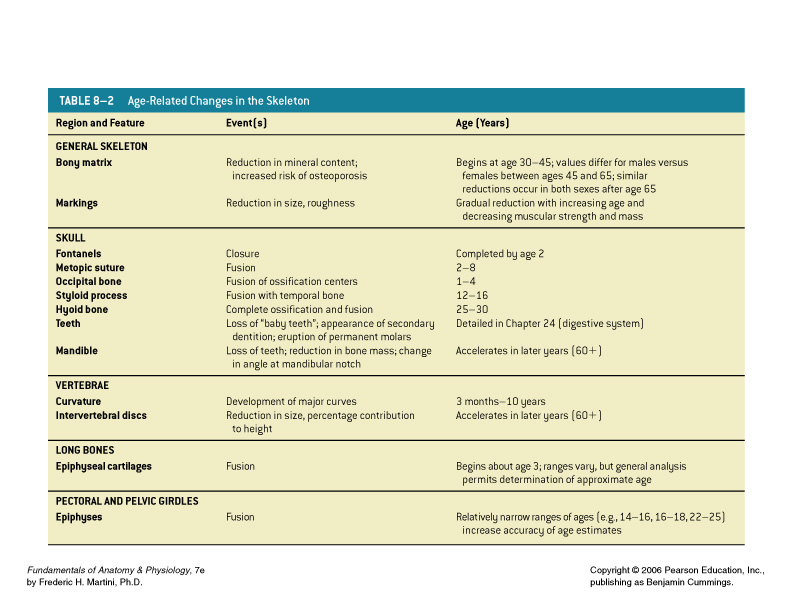 TABLE 8–2 Age-Related Changes in the Skeleton
Region and Feature Event(s) Age (Years)
GENERAL SKELETON
Bony matrix Reduction in mineral content; Begins at age 30–45; values differ for males versus
increased risk of osteoporosis females between ages 45 and 65; similar
reductions occur in both sexes after age 65
Markings Reduction in size, roughness Gradual reduction with increasing age and
decreasing muscular strength and mass
SKULL
Fontanels Closure Completed by age 2
Metopic suture Fusion 2–8
Occipital bone Fusion of ossification centers 1–4
Styloid process Fusion with temporal bone 12–16
Hyoid bone Complete ossification and fusion 25–30
Teeth Loss of "baby teeth"; appearance of secondary Detailed in Chapter 24 (digestive system)
dentition; eruption of permanent molars
Mandible Loss of teeth; reduction in bone mass; change Accelerates in later years (60+)
in angle at mandibular notch
VERTEBRAE
Curvature Development of major curves 3 months–10 years
Intervertebral discs Reduction in size, percentage contribution Accelerates in later years (60+)
to height
LONG BONES
Epiphyseal cartilages Fusion Begins about age 3; ranges vary, but general analysis
permits determination of approximate age
PECTORAL AND PELVIC GIRDLES
Epiphyses Fusion Relatively narrow ranges of ages (e.g., 14–16, 16–18, 22–25)
increase accuracy of age estimates
Fundamentals of Anatomy & Physiology, 7e
by Frederic H. Martini, Ph.D.
Copyright © 2006 Pearson Education, Inc.,
publishing as Benjamin Cummings.